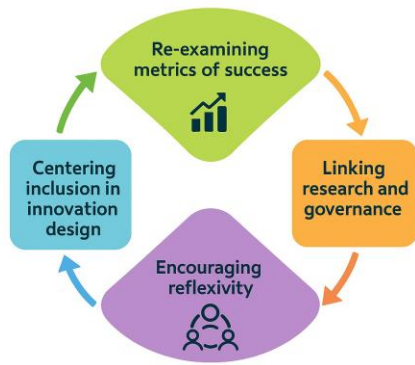 Re-examining
metrics of success
Linking
research and
governance
Encouraging
reflexivity
Centering
inclusion in
innovation
design